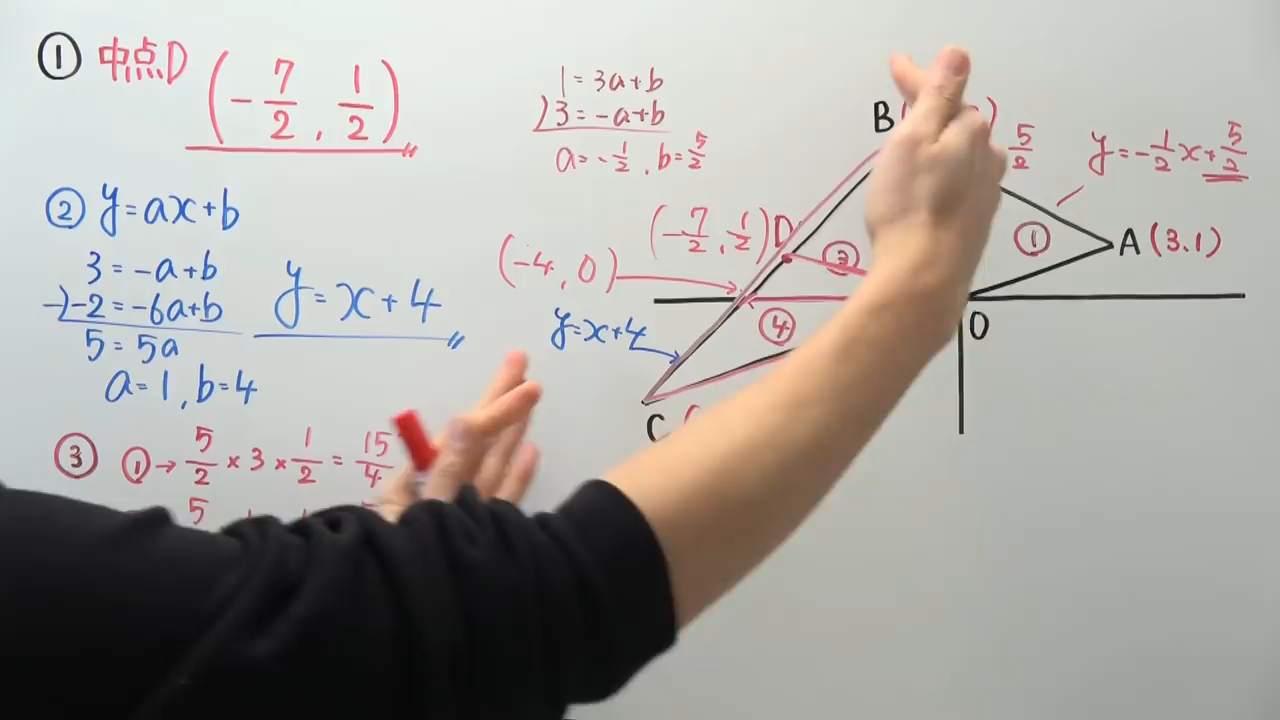 ① 中点D (-7/2, 1/2)
② y=ax+b
3=-a+b
-)-2=-6a+b
5=5a
a=1, b=4
y=x+4
③ ①→ 5/2 × 3 × 1/2 = 15/4
5
1=3a+b
)3=-a+b
a=-1/2, b=5/2
B (
)
5/2
y=-1/2x+5/2
(-7/2, 1/2)D
①
A(3.1)
(-4,0)
④
O
y=x+4
C (